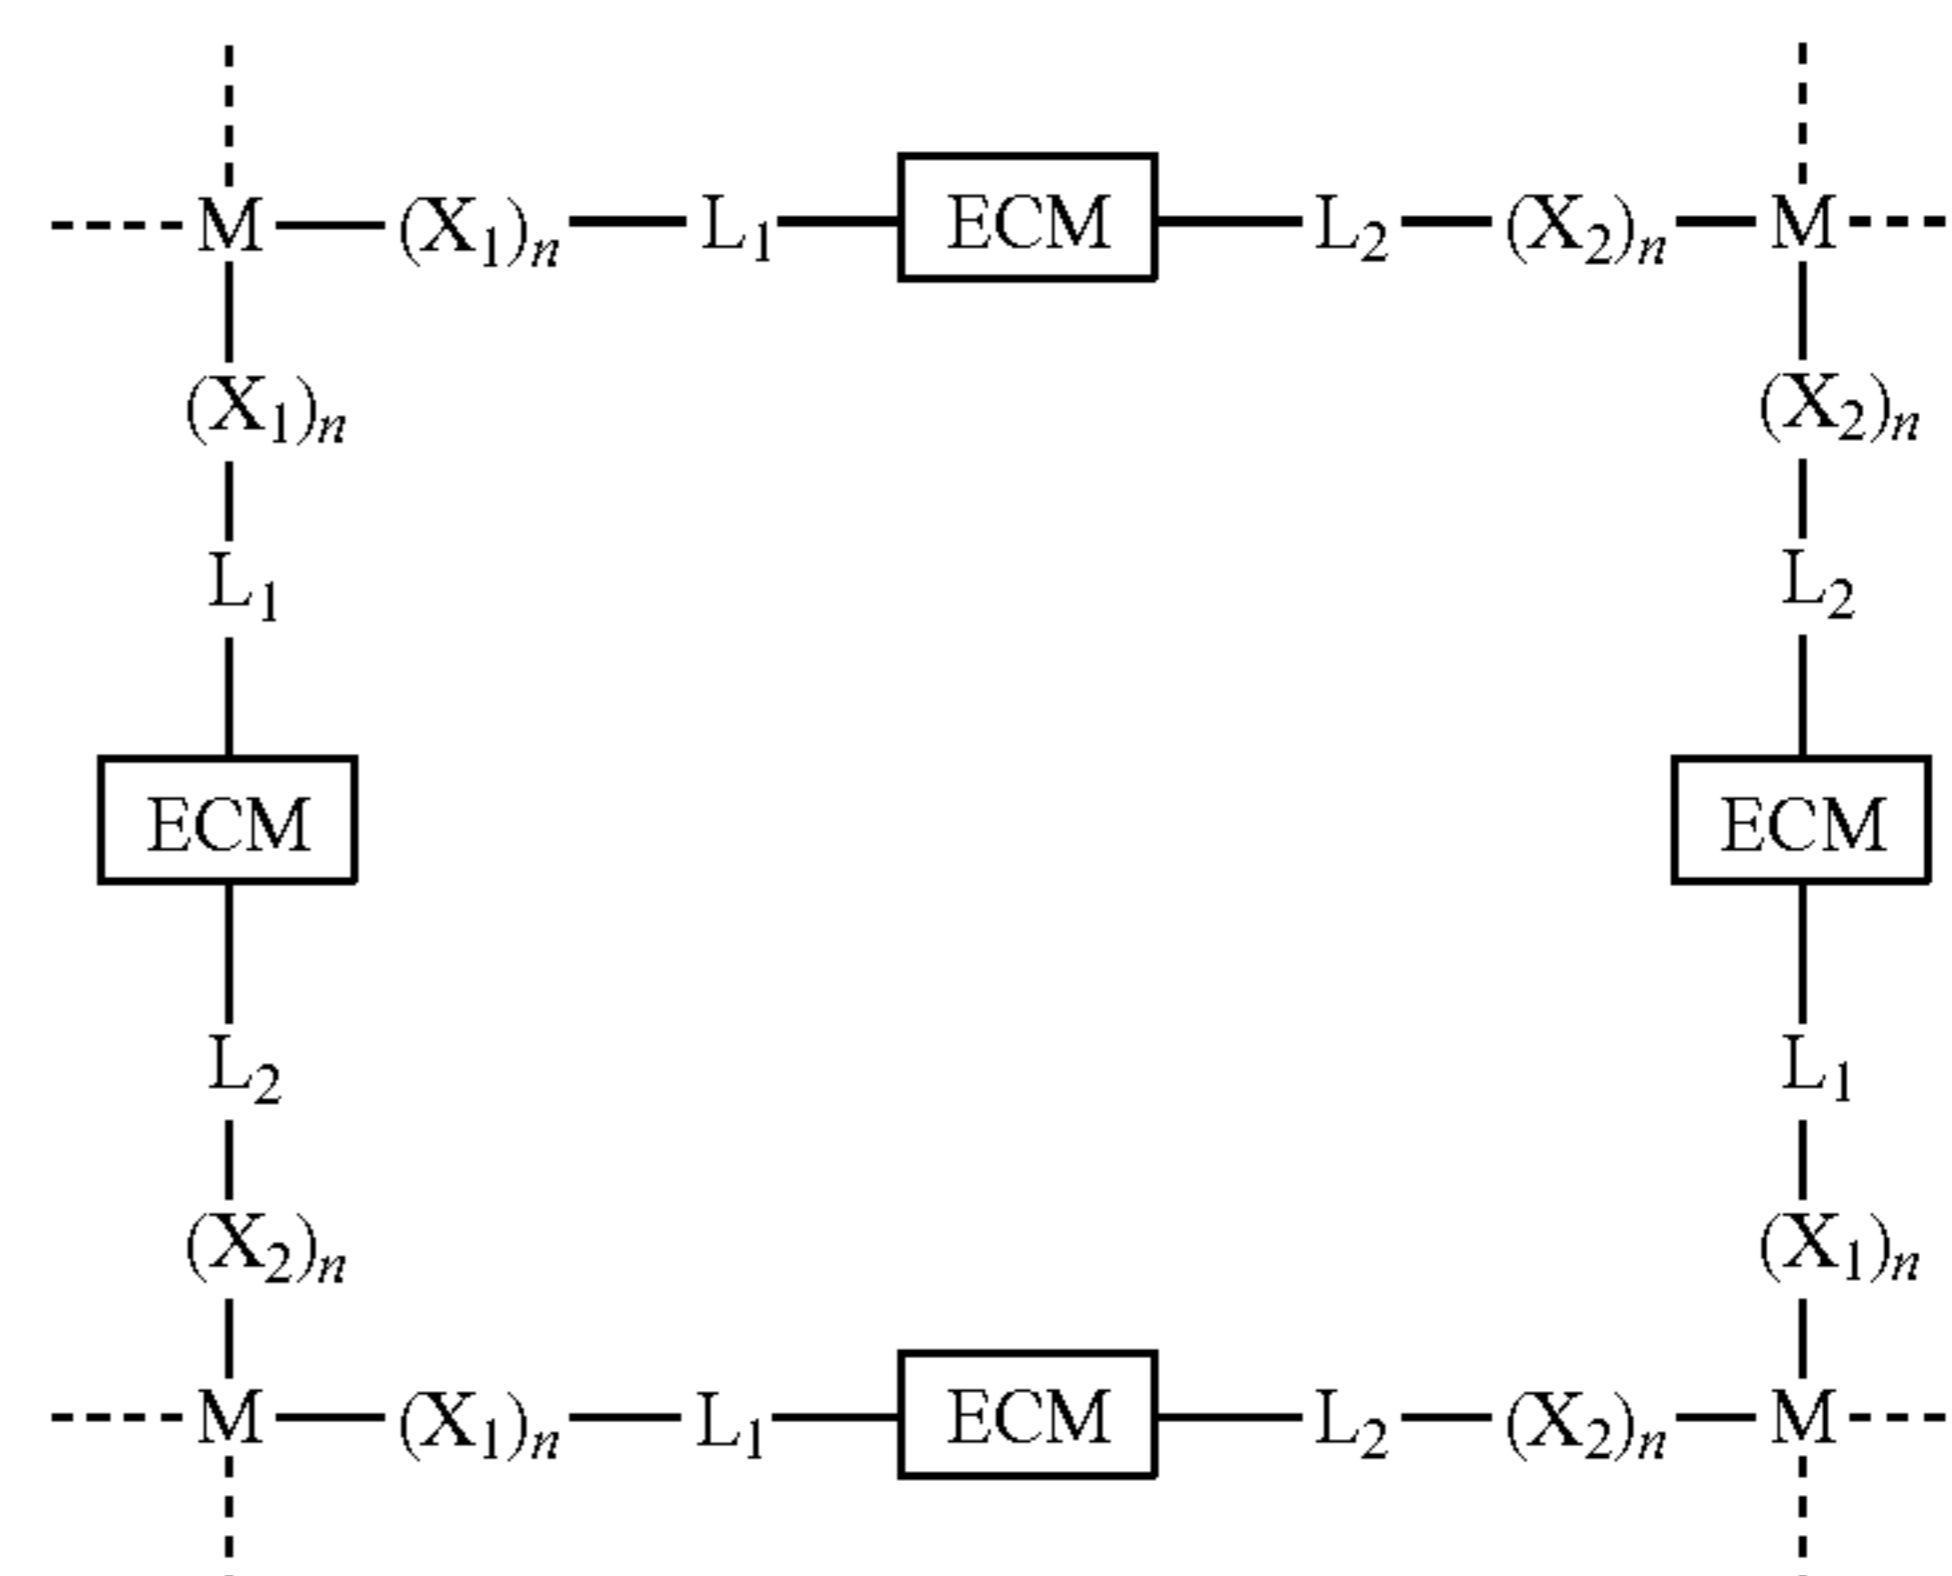 M (X₁)ₙ L₁ ECM L₂ (X₂)ₙ M
(X₁)ₙ (X₂)ₙ
L₁ L₂
ECM ECM
L₂ L₁
(X₂)ₙ (X₁)ₙ
M (X₁)ₙ L₁ ECM L₂ (X₂)ₙ M